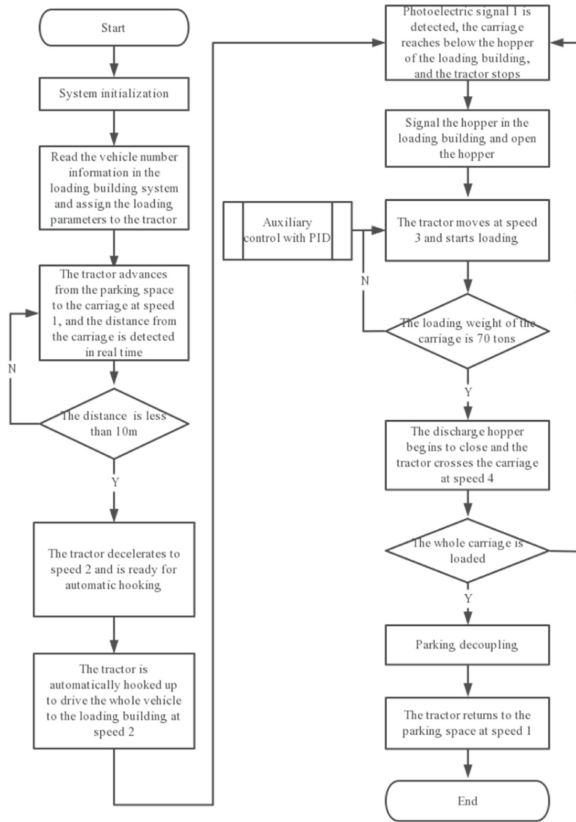 Start
System initialization
Read the vehicle number
information in the
loading building system
and assign the loading
parameters to the tractor
The tractor advances
from the parking space
to the carriage at speed
1, and the distance from
the carriage is detected
in real time
N
The distance is less
than 10m
Y
The tractor decelerates to
speed 2 and is ready for
automatic hooking
The tractor is
automatically hooked up
to drive the whole vehicle
to the loading building at
speed 2
Photoelectric signal 1 is
detected, the carriage
reaches below the hopper
of the loading building,
and the tractor stops
Signal the hopper in the
loading building and open
the hopper
Auxiliary
control with PID
The tractor moves at speed
3 and starts loading
N
The loading weight of the
carriage is 70 tons
Y
The discharge hopper
begins to close and the
tractor crosses the carriage
at speed 4
The whole carriage is
loaded
Y
Parking decoupling
The tractor returns to the
parking space at speed 1
End